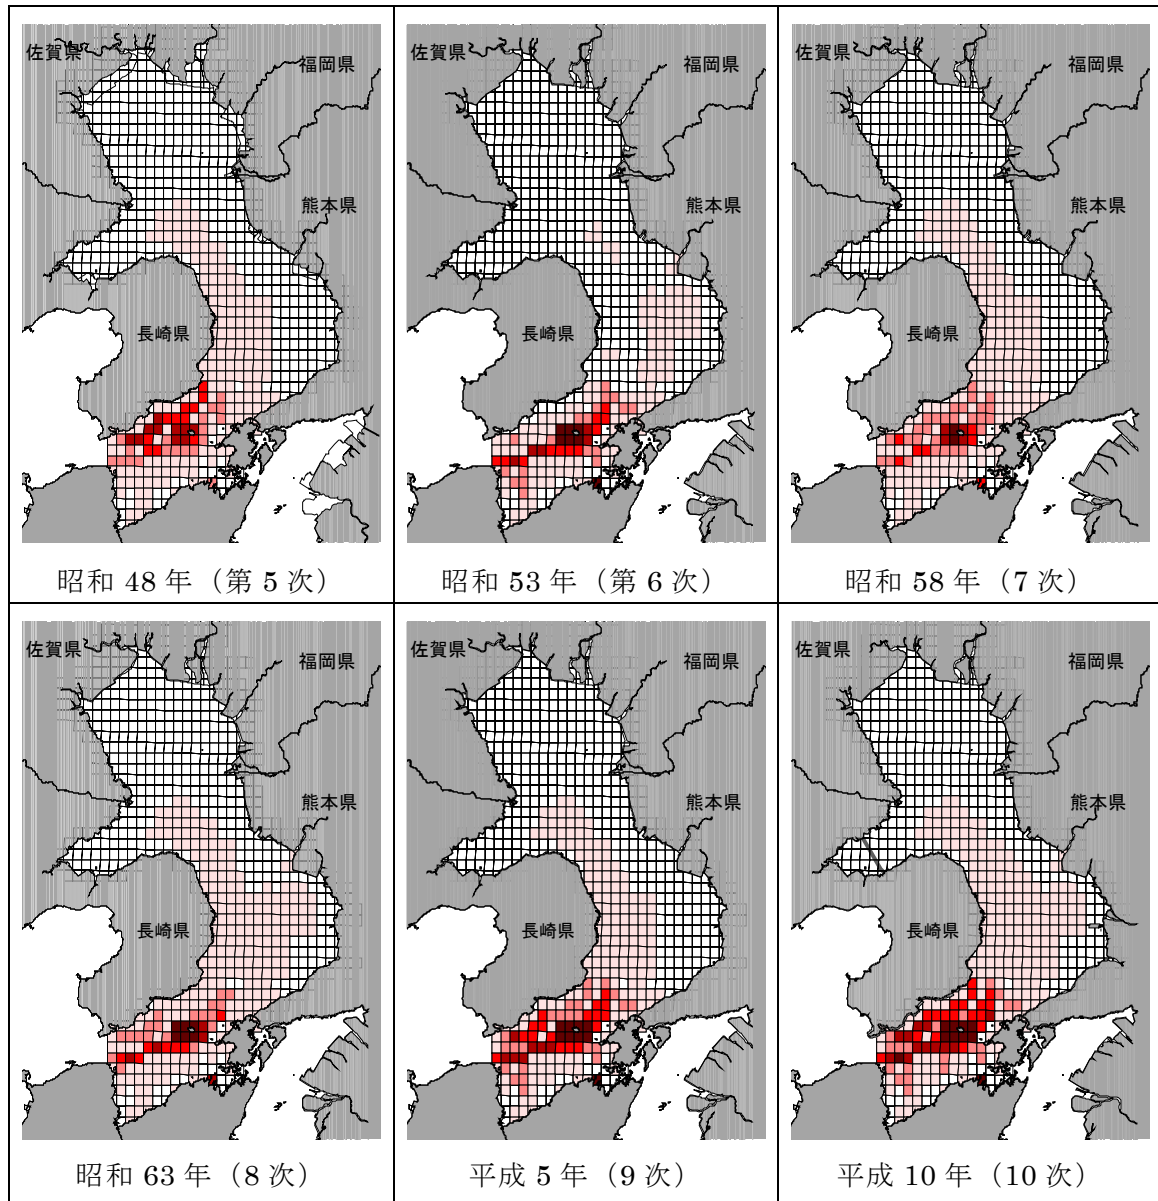 佐賀県
福岡県
熊本県
長崎県
昭和 48 年（第 5 次）
佐賀県
福岡県
熊本県
長崎県
昭和 53 年（第 6 次）
佐賀県
福岡県
熊本県
長崎県
昭和 58 年（7 次）
佐賀県
福岡県
熊本県
長崎県
昭和 63 年（8 次）
佐賀県
福岡県
熊本県
長崎県
平成 5 年（9 次）
佐賀県
福岡県
熊本県
長崎県
平成 10 年（10 次）